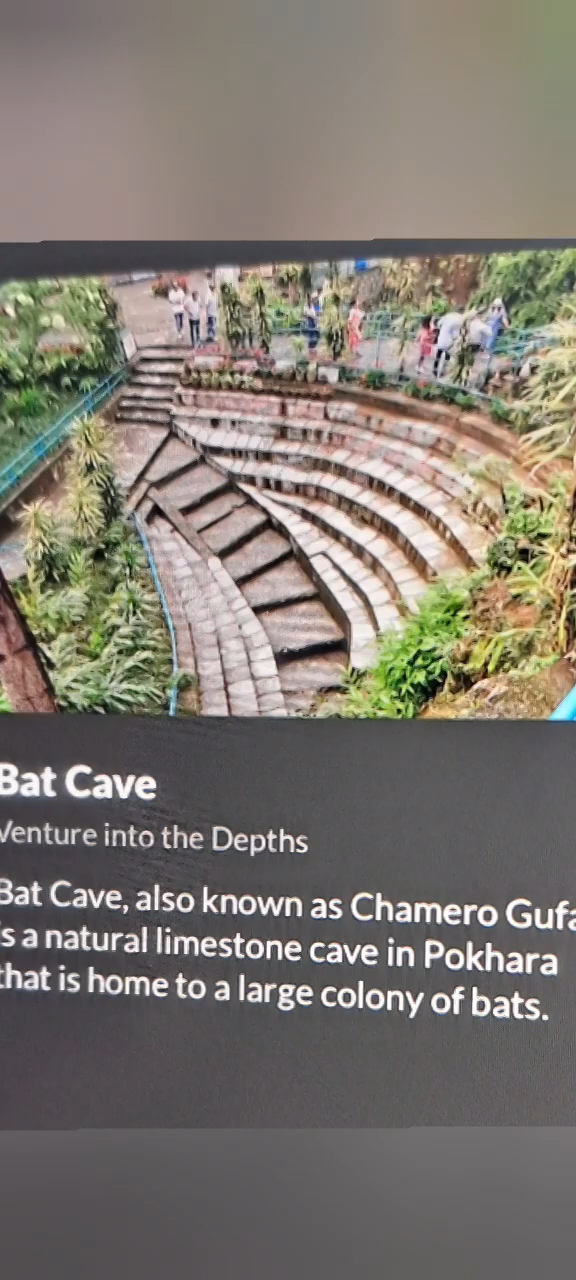 Bat Cave
Venture into the Depths
Bat Cave, also known as Chamero Gufa
is a natural limestone cave in Pokhara
that is home to a large colony of bats.